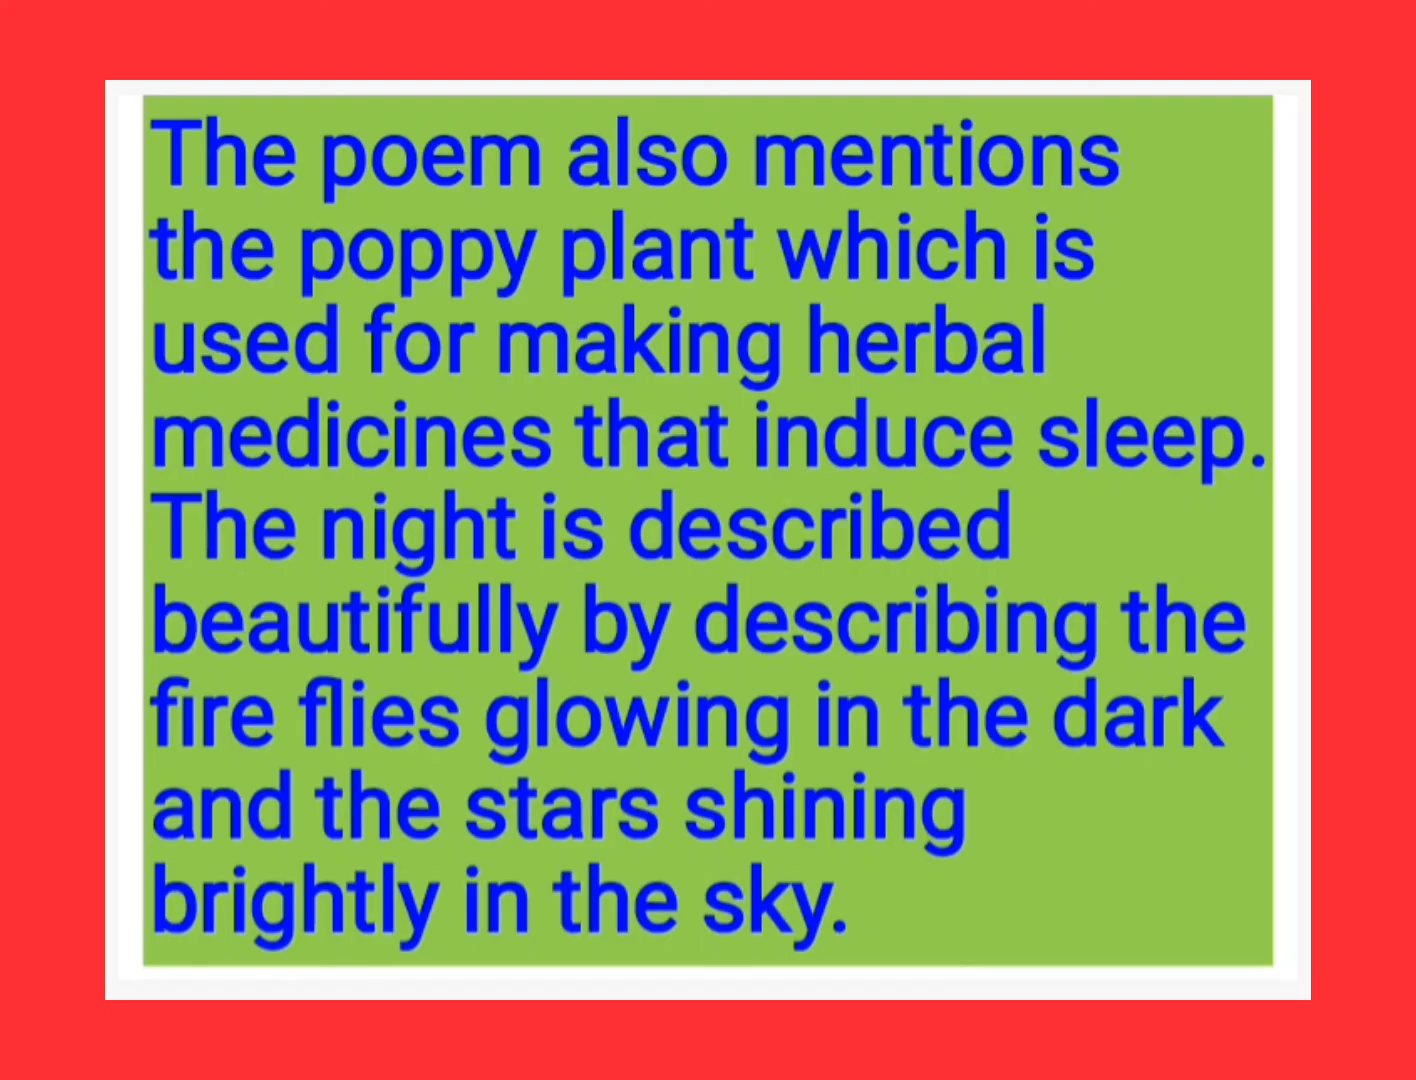 The poem also mentions
the poppy plant which is
used for making herbal
medicines that induce sleep.
The night is described
beautifully by describing the
fire flies glowing in the dark
and the stars shining
brightly in the sky.